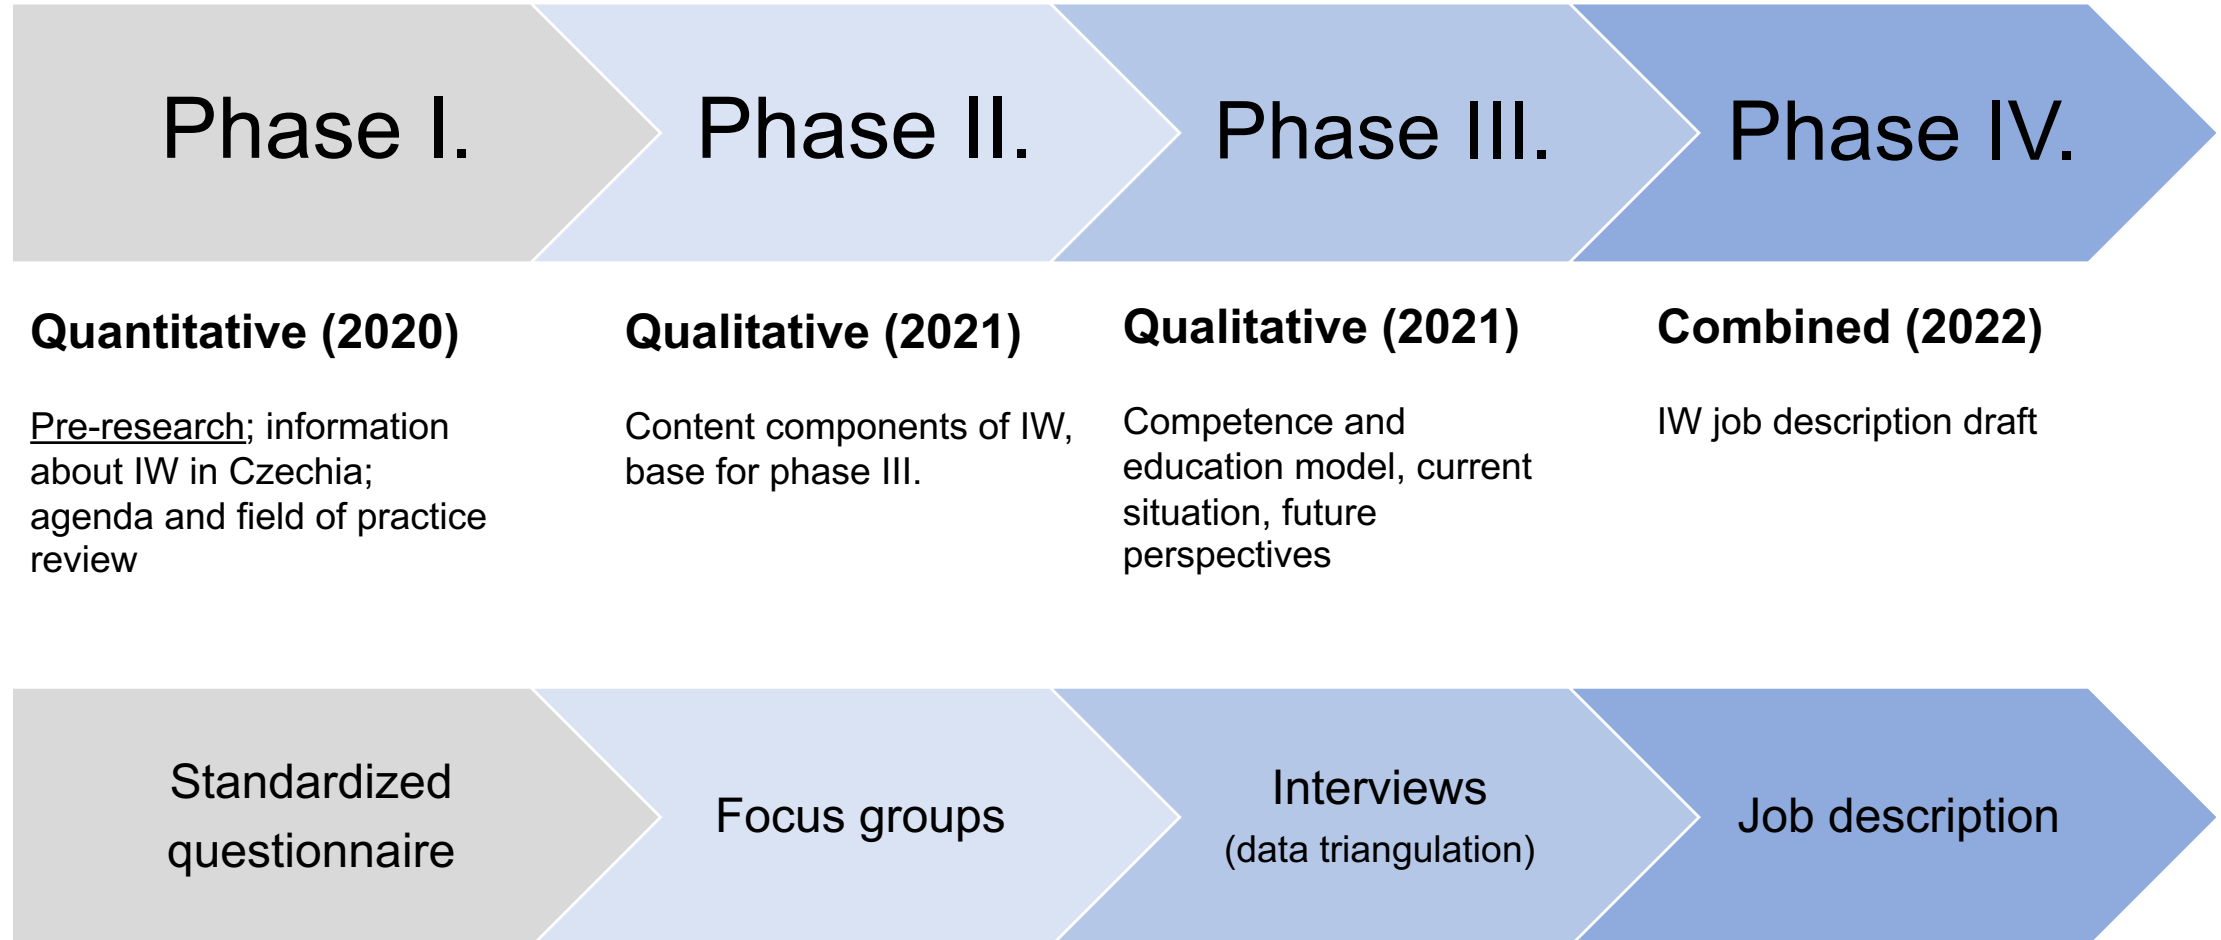 Phase I.
Phase II.
Phase III.
Phase IV.
Quantitative (2020)
Pre-research; information
about IW in Czechia;
agenda and field of practice
review
Qualitative (2021)
Content components of IW,
base for phase III.
Qualitative (2021)
Competence and
education model, current
situation, future
perspectives
Combined (2022)
IW job description draft
Standardized
questionnaire
Focus groups
Interviews
(data triangulation)
Job description